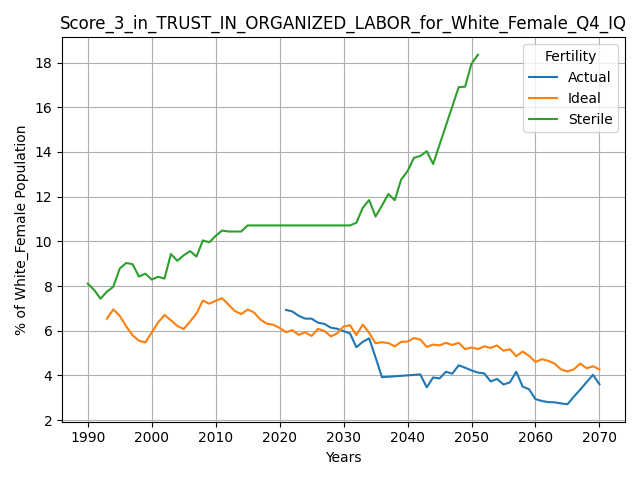 Score_3_in_TRUST_IN_ORGANIZED_LABOR_for_White_Female_Q4_IQ
Fertility
Actual
Ideal
Sterile
% of White_Female Population
18
16
14
12
10
8
6
4
2
1990 2000 2010 2020 2030 2040 2050 2060 2070
Years